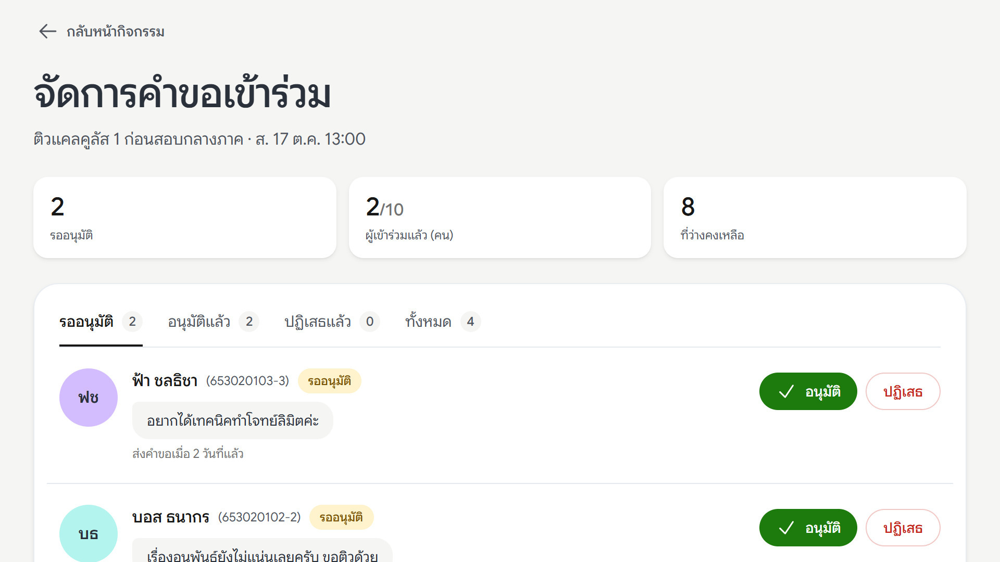 กลับหน้ากิจกรรม
จัดการคำขอเข้าร่วม
ติวแคลคูลัส 1 ก่อนสอบกลางภาค · ส. 17 ต.ค. 13:00
2
รออนุมัติ
2/10
ผู้เข้าร่วมแล้ว (คน)
8
ที่ว่างคงเหลือ
รออนุมัติ 2 อนุมัติแล้ว 2 ปฏิเสธแล้ว 0 ทั้งหมด 4
ฟช
ฟ้า ชลธิชา (653020103-3) รออนุมัติ
อยากได้เทคนิคทำโจทย์ลิมิตค่ะ
ส่งคำขอเมื่อ 2 วันที่แล้ว
อนุมัติ ปฏิเสธ
บธ
บอส ธนากร (653020102-2) รออนุมัติ
เรื่องอนุพันธ์ยังไม่แน่นเลยครับ ขอติวด้วย
อนุมัติ ปฏิเสธ